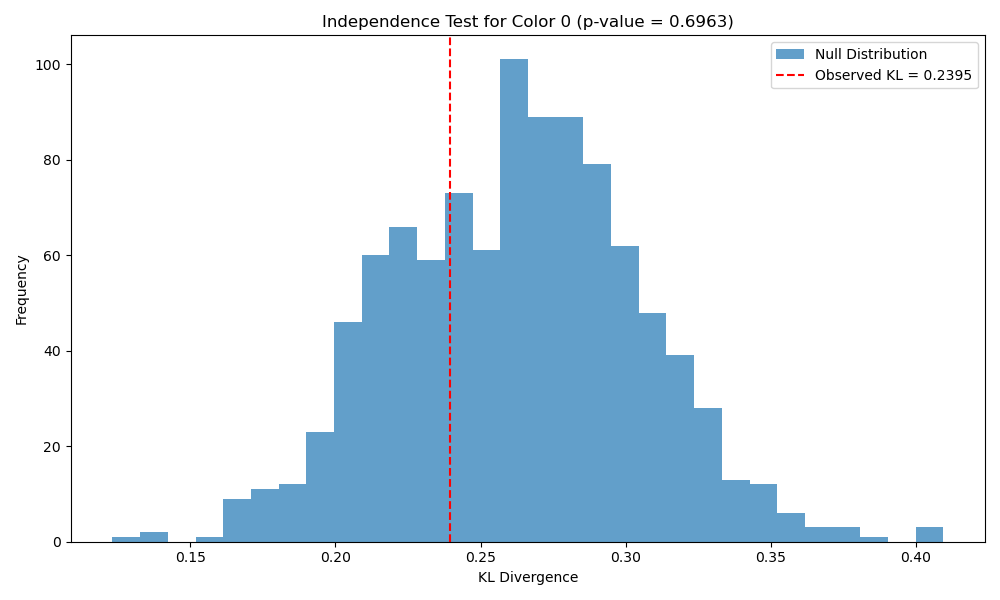 Independence Test for Color 0 (p-value = 0.6963)
Null Distribution
Observed KL = 0.2395
100
80
60
40
20
0
Frequency
0.15
0.20
0.25
0.30
0.35
0.40
KL Divergence